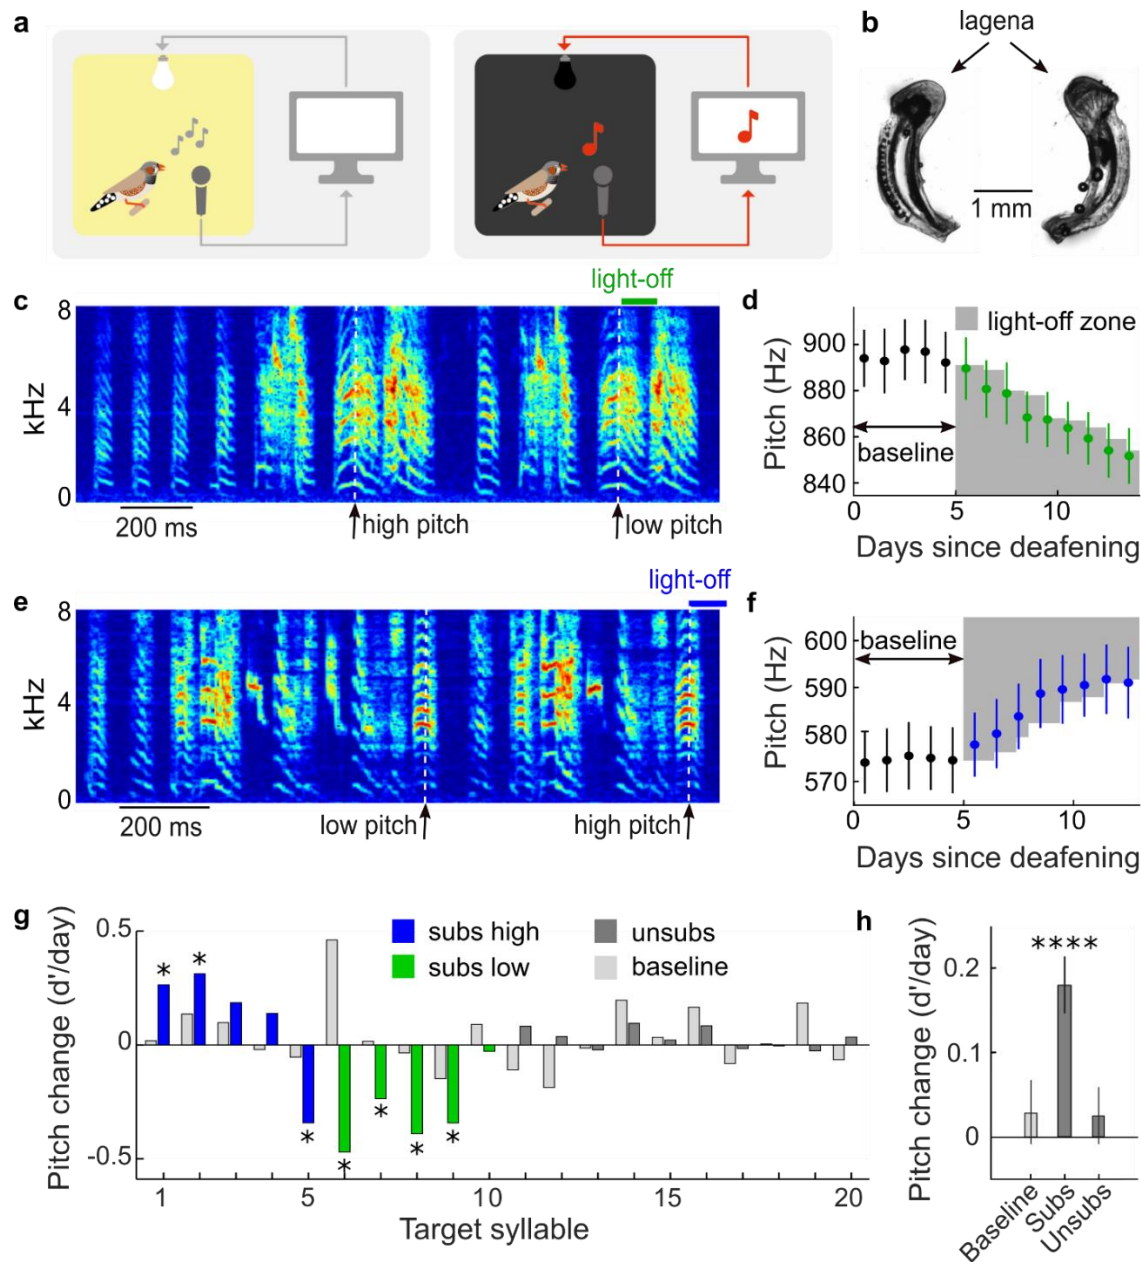 a
b
lagena
1 mm
c
light-off
8
4
0
kHz
200 ms
high pitch
low pitch
d
light-off zone
900
880
860
840
Pitch (Hz)
baseline
0
5
10
Days since deafening
e
light-off
8
4
0
kHz
200 ms
low pitch
high pitch
f
baseline
600
590
580
570
Pitch (Hz)
0
5
10
Days since deafening
g
Pitch change (d'/day)
0.5
0
-0.5
subs high
subs low
unsubs
baseline
* * * * * * *
1
5
10
15
20
Target syllable
h
Pitch change (d'/day)
****
0.2
0.1
0
Baseline
Subs
Unsubs